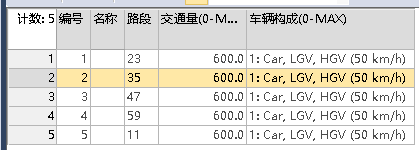 计数: 5 编号 名称 路段 交通量(0-M... 车辆构成(0-MAX)
1 1 23 600.0 1: Car, LGV, HGV (50 km/h)
2 2 35 600.0 1: Car, LGV, HGV (50 km/h)
3 3 47 600.0 1: Car, LGV, HGV (50 km/h)
4 4 59 600.0 1: Car, LGV, HGV (50 km/h)
5 5 11 600.0 1: Car, LGV, HGV (50 km/h)